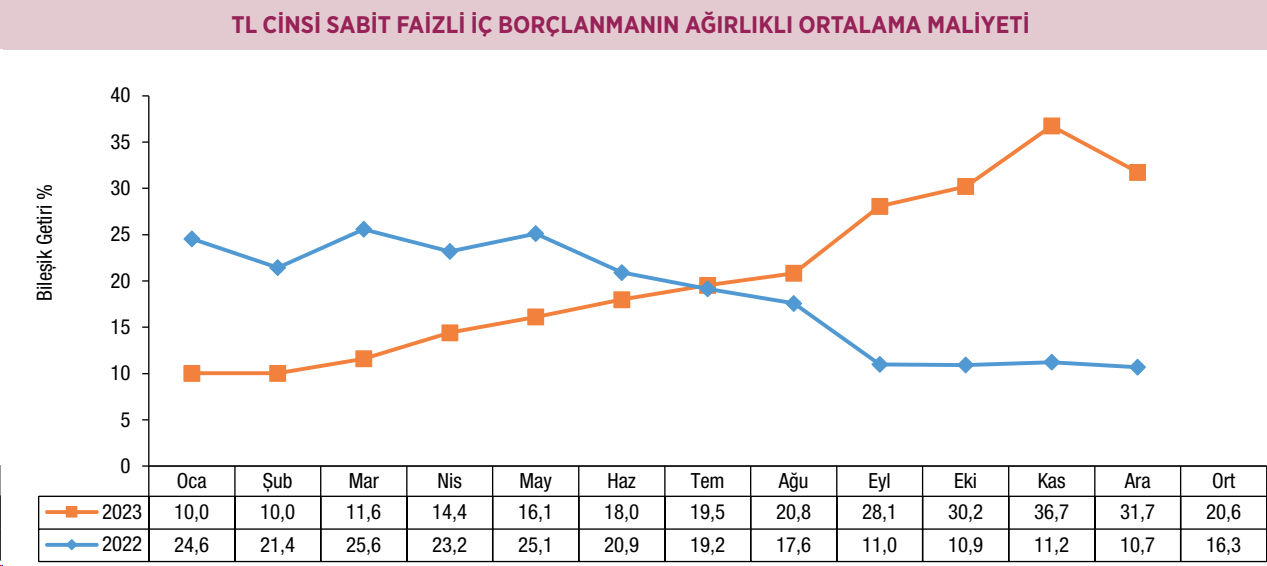 TL CİNSİ SABİT FAİZLİ İÇ BORÇLANMANIN AĞIRLIKLI ORTALAMA MALİYETİ
Bileşik Getiri %
40
35
30
25
20
15
10
5
0
Oca Şub Mar Nis May Haz Tem Ağu Eyl Eki Kas Ara Ort
2023 10,0 10,0 11,6 14,4 16,1 18,0 19,5 20,8 28,1 30,2 36,7 31,7 20,6
2022 24,6 21,4 25,6 23,2 25,1 20,9 19,2 17,6 11,0 10,9 11,2 10,7 16,3